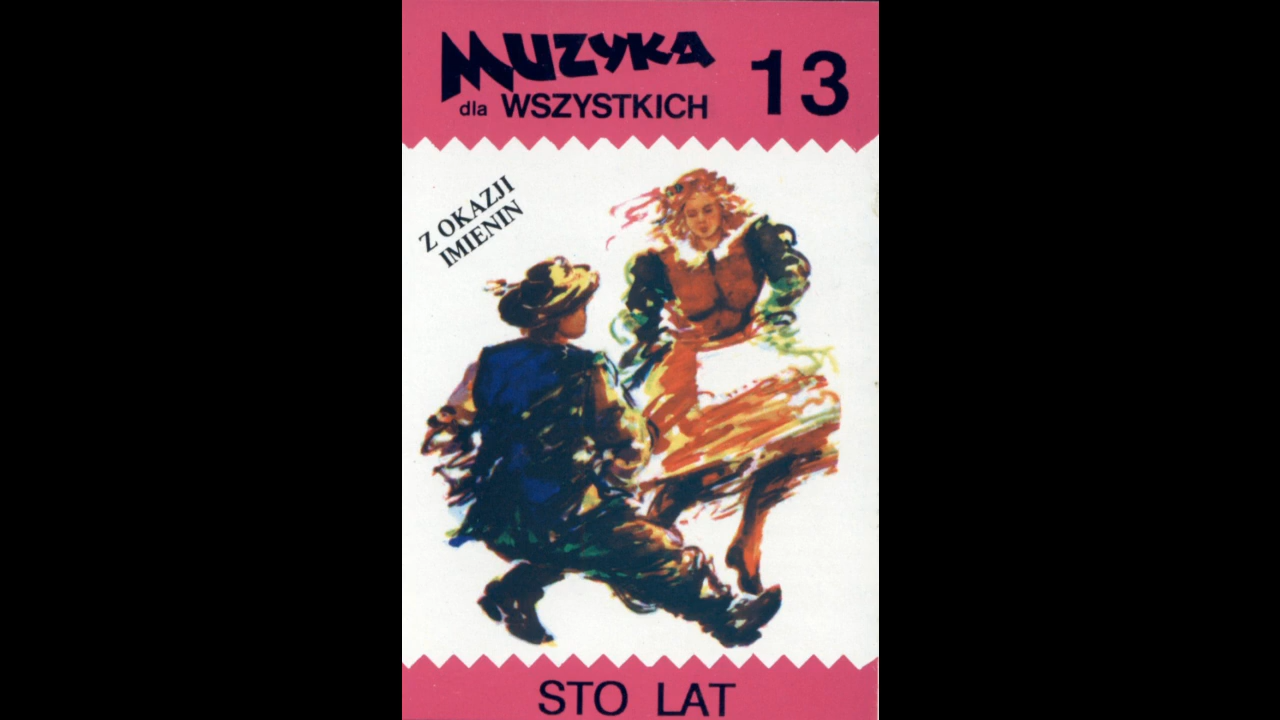 MUZYKA
dla WSZYSTKICH
13
Z OKAZJI
IMIENIN
STO LAT